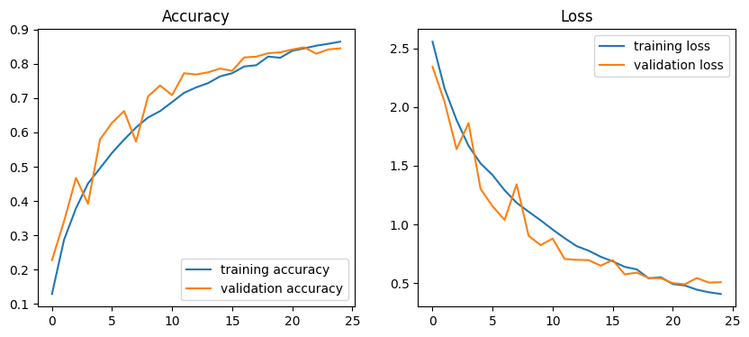 Accuracy
0.9
0.8
0.7
0.6
0.5
0.4
0.3
0.2
0.1
0 5 10 15 20 25
training accuracy
validation accuracy
Loss
2.5
2.0
1.5
1.0
0.5
0 5 10 15 20 25
training loss
validation loss